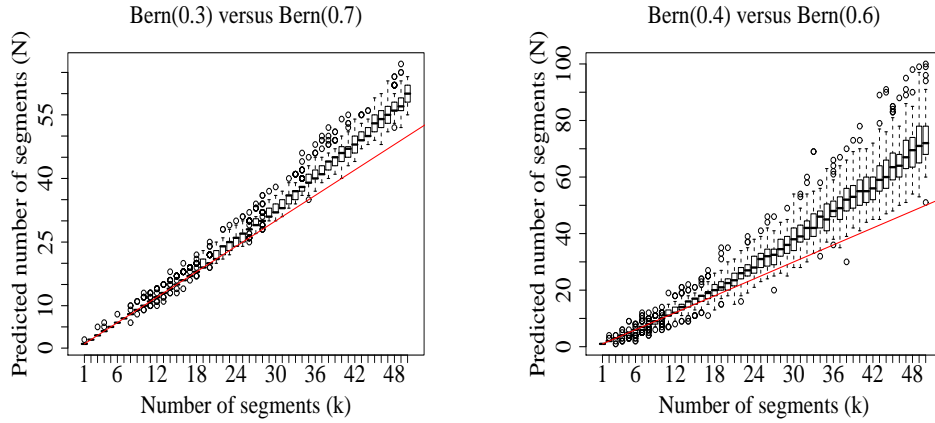 Bern(0.3) versus Bern(0.7)
Predicted number of segments (N)
55
40
25
10
0
1 6 12 18 24 30 36 42 48
Number of segments (k)
Bern(0.4) versus Bern(0.6)
Predicted number of segments (N)
100
80
60
40
20
0
1 6 12 18 24 30 36 42 48
Number of segments (k)